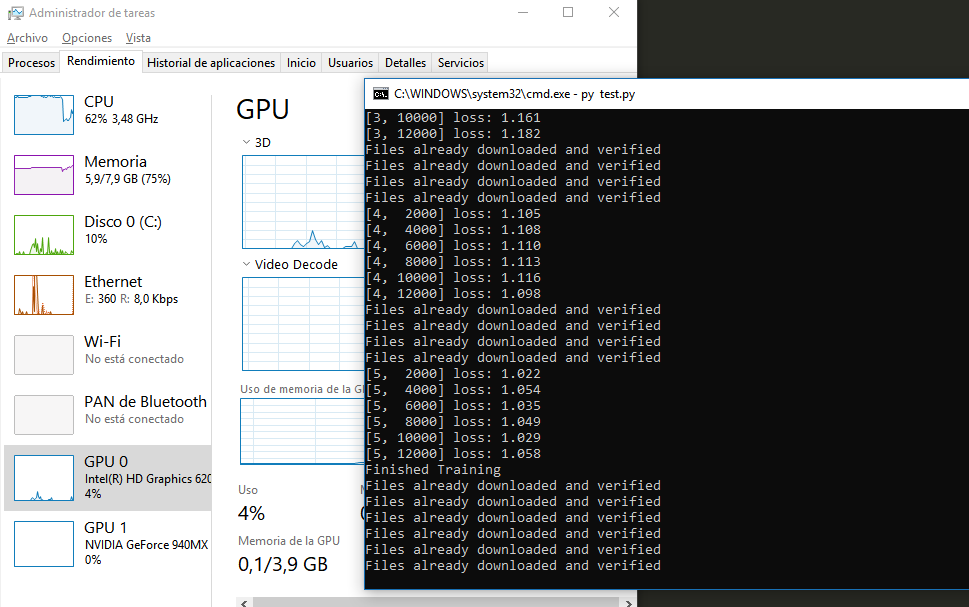 Administrador de tareas
Archivo Opciones Vista
Procesos Rendimiento Historial de aplicaciones Inicio Usuarios Detalles Servicios
CPU
62% 3,48 GHz
Memoria
5,9/7,9 GB (75%)
Disco 0 (C:)
10%
Ethernet
E: 360 R: 8,0 Kbps
Wi-Fi
No está conectado
PAN de Bluetooth
No está conectado
GPU 0
Intel(R) HD Graphics 620
4%
GPU 1
NVIDIA GeForce 940MX
0%
GPU
3D
Video Decode
Uso de memoria de la
Uso
4%
Memoria de la GPU
0,1/3,9 GB
C:\WINDOWS\system32\cmd.exe - py test.py
[3, 10000] loss: 1.161
[3, 12000] loss: 1.182
Files already downloaded and verified
Files already downloaded and verified
Files already downloaded and verified
Files already downloaded and verified
[4,  2000] loss: 1.105
[4,  4000] loss: 1.108
[4,  6000] loss: 1.110
[4,  8000] loss: 1.113
[4, 10000] loss: 1.116
[4, 12000] loss: 1.098
Files already downloaded and verified
Files already downloaded and verified
Files already downloaded and verified
Files already downloaded and verified
[5,  2000] loss: 1.022
[5,  4000] loss: 1.054
[5,  6000] loss: 1.035
[5,  8000] loss: 1.049
[5, 10000] loss: 1.029
[5, 12000] loss: 1.058
Finished Training
Files already downloaded and verified
Files already downloaded and verified
Files already downloaded and verified
Files already downloaded and verified
Files already downloaded and verified
Files already downloaded and verified